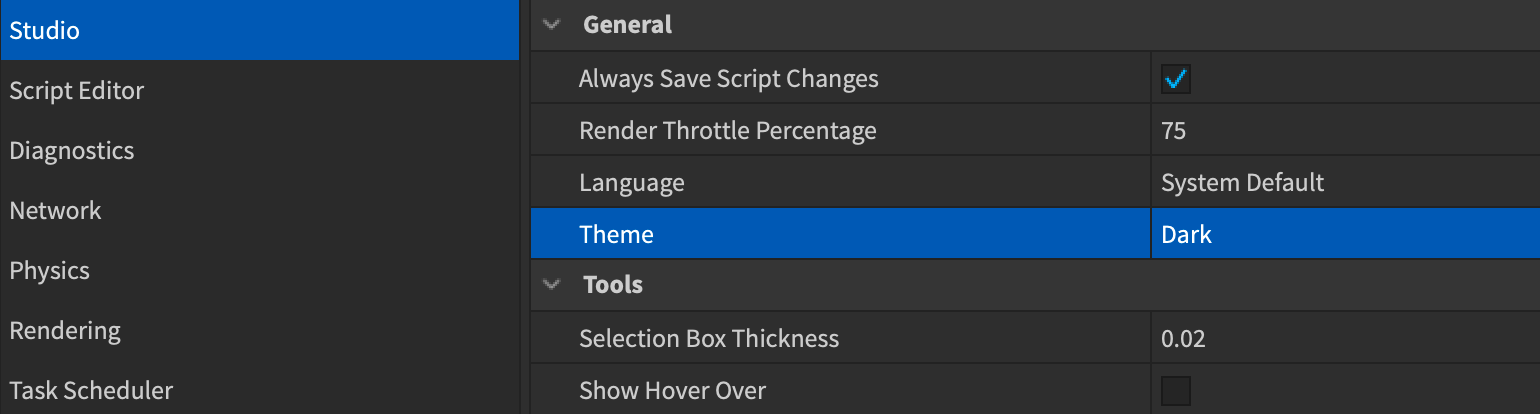 Studio
Script Editor
Diagnostics
Network
Physics
Rendering
Task Scheduler
General
Always Save Script Changes
Render Throttle Percentage 75
Language System Default
Theme Dark
Tools
Selection Box Thickness 0.02
Show Hover Over